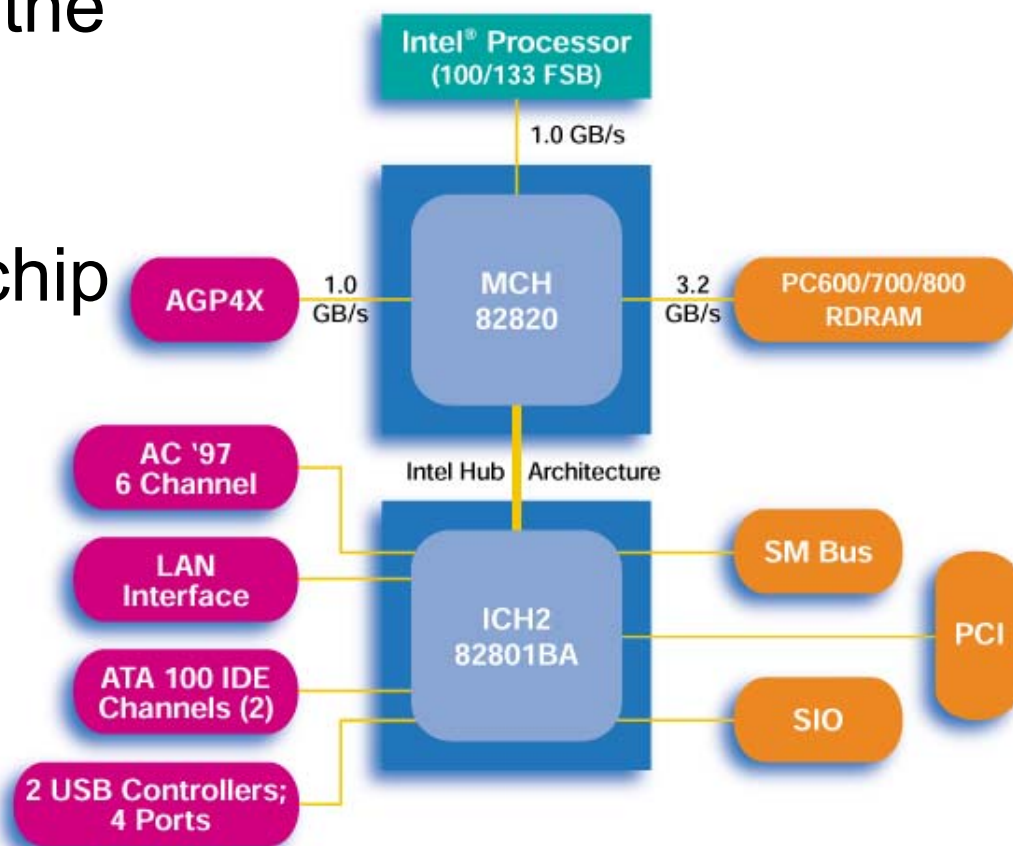 the
Intel® Processor
(100/133 FSB)
1.0 GB/s
chip
AGP4X
1.0
GB/s
MCH
82820
3.2
GB/s
PC600/700/800
RDRAM
Intel Hub Architecture
AC '97
6 Channel
LAN
Interface
ATA 100 IDE
Channels (2)
2 USB Controllers;
4 Ports
ICH2
82801BA
SM Bus
PCI
SIO